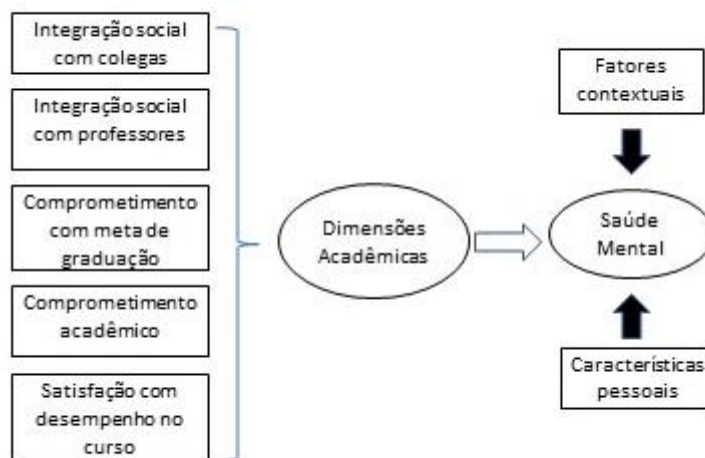 Integração social
com colegas
Integração social
com professores
Comprometimento
com meta de
graduação
Comprometimento
acadêmico
Satisfação com
desempenho no
curso
Dimensões
Acadêmicas
Fatores
contextuais
Saúde
Mental
Características
pessoais